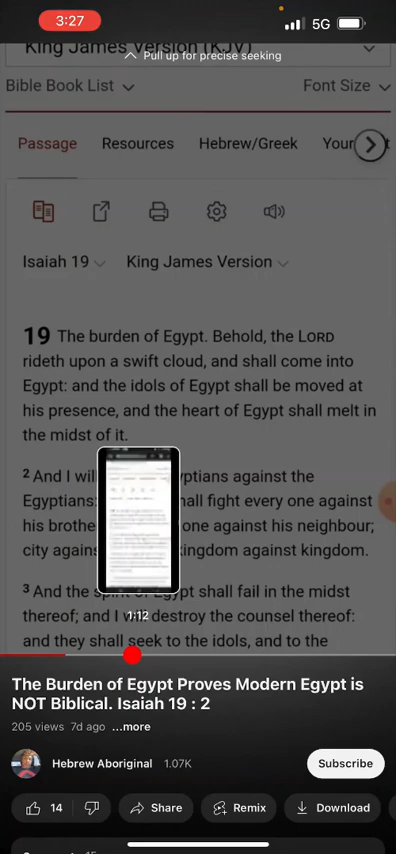 3:27
5G
King James Version (KJV)
Pull up for precise seeking
Bible Book List
Font Size
Passage Resources Hebrew/Greek Your
Isaiah 19 King James Version
19 The burden of Egypt. Behold, the LORD
rideth upon a swift cloud, and shall come into
Egypt: and the idols of Egypt shall be moved at
his presence, and the heart of Egypt shall melt in
the midst of it.
2 And I will
against the
Egyptians: fight every one against
his one against his neighbour;
city kingdom against kingdom.
3 And the Egypt shall fail in the midst
thereof; and I destroy the counsel thereof:
1:12
and they shall seek to the idols, and to the
The Burden of Egypt Proves Modern Egypt is
NOT Biblical. Isaiah 19 : 2
205 views 7d ago ...more
Hebrew Aboriginal 1.07K
Subscribe
14
Share
Remix
Download